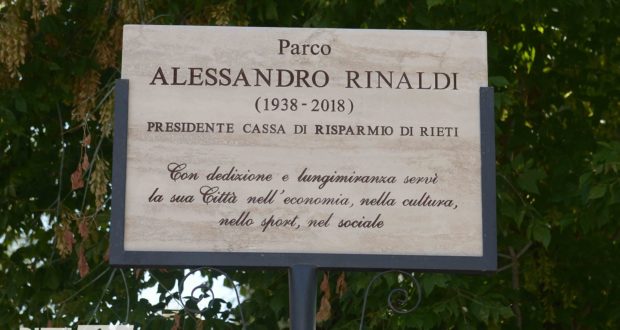 Parco
ALESSANDRO RINALDI
(1938-2018)
PRESIDENTE CASSA DI RISPARMIO DI RIETI
Con dedizione e lungimiranza servì
la sua Città nell'economia, nella cultura,
nello sport, nel sociale